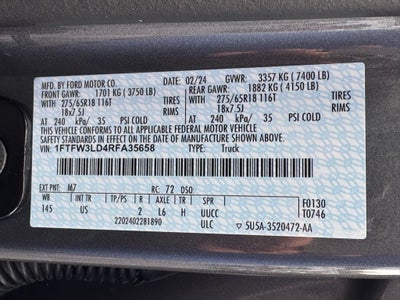 MFD. BY FORD MOTOR CO. 02/24 GVWR: 3357 KG ( 7400 LB)
FRONT GAWR: 1701 KG ( 3750 LB) REAR GAWR: 1882 KG ( 4150 LB)
WITH TIRES WITH TIRES
275/65R18 116T RIMS 275/65R18 116T RIMS
18x7.5J 18x7.5J
AT 240 kPa/ 35 PSI COLD AT 240 kPa/ 35 PSI COLD
THIS VEHICLE CONFORMS TO ALL APPLICABLE FEDERAL MOTOR VEHICLE
SAFETY STANDARDS IN EFFECT ON THE DATE OF MANUFACTURE SHOWN ABOVE.
VIN: TYPE: Truck
1FTFW3LD4RFA35658
EXT PNT: M7 RC: 72 DSO:
WB INT TR TP/PS R AXLE TR SPR
145 US 2 L6 H UUCC
F0130
T0746
2202402281890 ULC 5U5A-3520472-AA